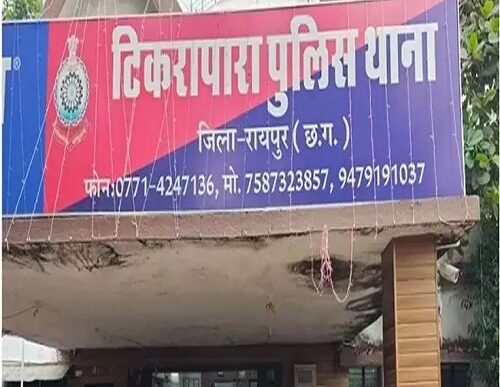 टिकरापारा पुलिस थाना
जिला-रायपुर ( छ.ग. )
फोन:0771-4247136, मो. 7587323857, 9479191037